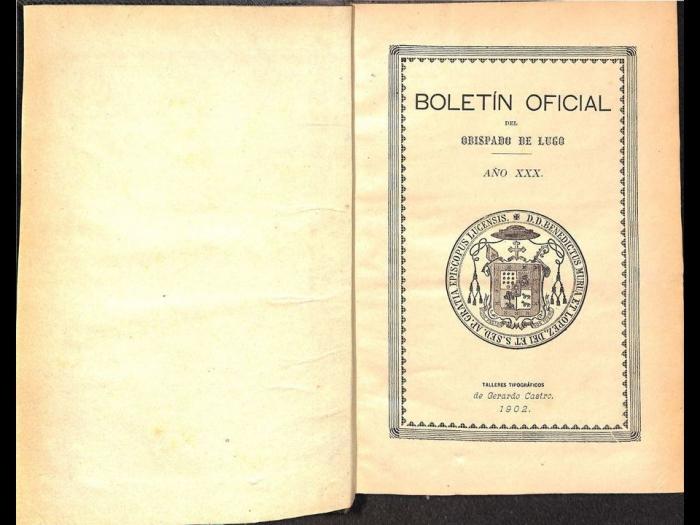 BOLETÍN OFICIAL
DEL
OBISPADO DE LUGO
AÑO XXX.
D. D. BENEDICTUS MURUA ET LOPEZ, DEI ET S. SED. AP. GRATIA EPISCOPUS LUCENSIS.
TALLERES TIPOGRÁFICOS
de Gerardo Castro.
1902.